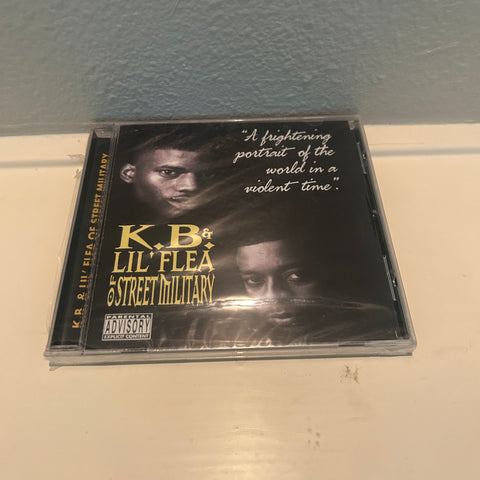 "A frightening
portrait of the
world in a
violent time".
K.B. &
LIL' FLEA
OF STREET MILITARY
PARENTAL
ADVISORY
EXPLICIT CONTENT
K.B. & LIL' FLEA OF STREET MILITARY